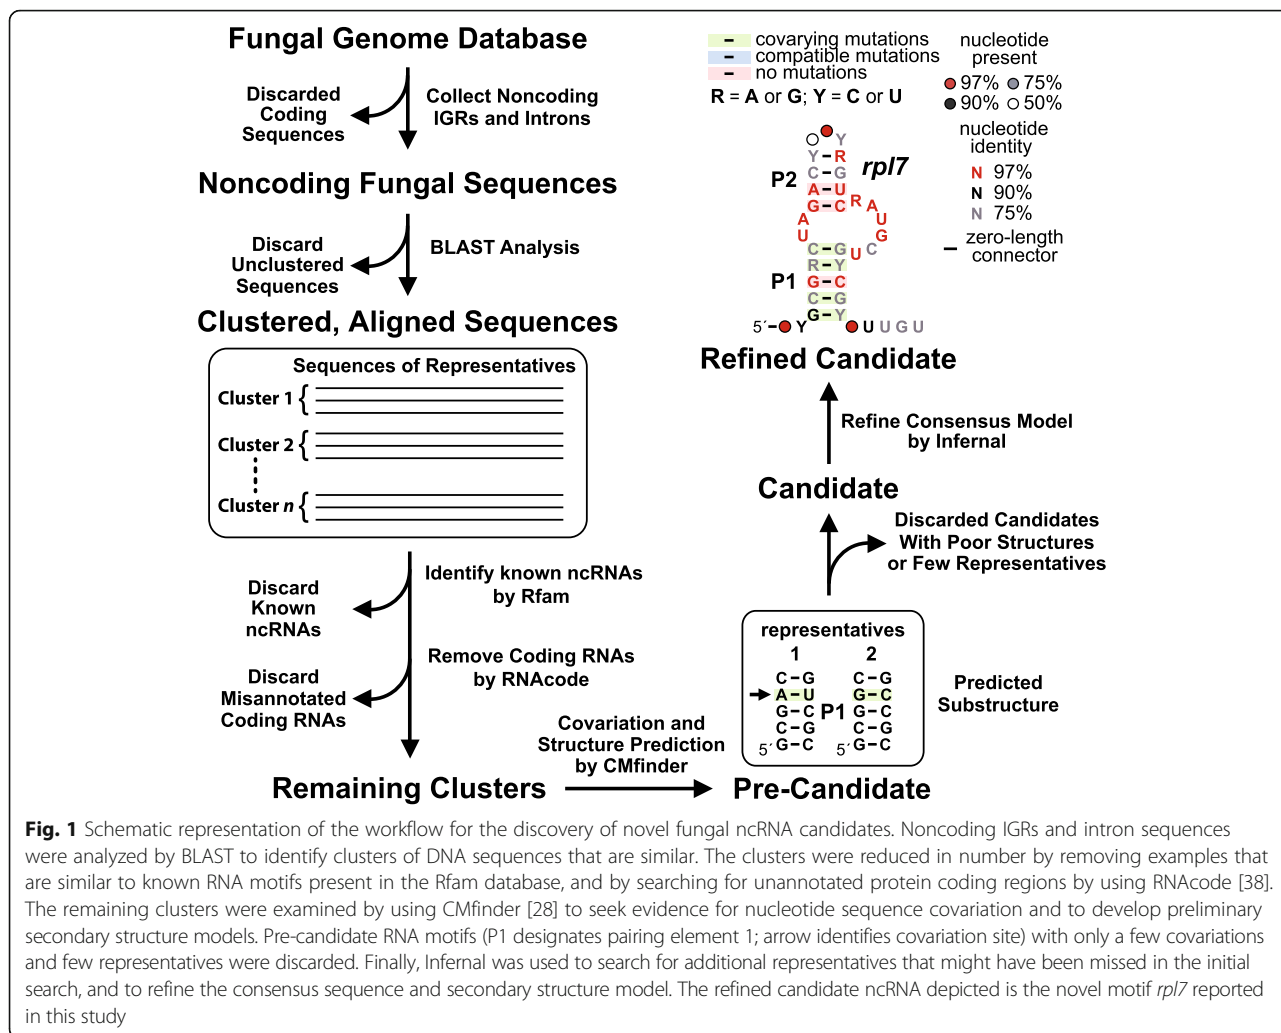 Fungal Genome Database
Discarded
Coding
Sequences
Collect Noncoding
IGRs and Introns
Noncoding Fungal Sequences
Discard
Unclustered
Sequences
BLAST Analysis
Clustered, Aligned Sequences
Sequences of Representatives
Cluster 1 {
Cluster 2 {
Cluster n {
Identify known ncRNAs
by Rfam
Discard
Known
ncRNAs
Remove Coding RNAs
by RNAcode
Discard
Misannotated
Coding RNAs
Remaining Clusters
Covariation and
Structure Prediction
by CMfinder
Pre-Candidate
representatives
1 2
C–G C–G
A–U G–C
G–C P1 G–C
C–G C–G
5´G–C 5´G–C
Predicted
Substructure
Discarded Candidates
With Poor Structures
or Few Representatives
Candidate
Refine Consensus Model
by Infernal
Refined Candidate
– covarying mutations
– compatible mutations
– no mutations
R = A or G; Y = C or U
nucleotide
present
97% 75%
90% 50%
nucleotide
identity
N 97%
N 90%
N 75%
– zero-length
connector
rpl7
P2
Y
Y–R
C G
A–U
G–C R A
A U
U G
C–G U C
R–Y
P1 G–C
C–G
G–Y
5´– Y U U G U
Fig. 1 Schematic representation of the workflow for the discovery of novel fungal ncRNA candidates. Noncoding IGRs and intron sequences
were analyzed by BLAST to identify clusters of DNA sequences that are similar. The clusters were reduced in number by removing examples that
are similar to known RNA motifs present in the Rfam database, and by searching for unannotated protein coding regions by using RNAcode [38].
The remaining clusters were examined by using CMfinder [28] to seek evidence for nucleotide sequence covariation and to develop preliminary
secondary structure models. Pre-candidate RNA motifs (P1 designates pairing element 1; arrow identifies covariation site) with only a few covariations
and few representatives were discarded. Finally, Infernal was used to search for additional representatives that might have been missed in the initial
search, and to refine the consensus sequence and secondary structure model. The refined candidate ncRNA depicted is the novel motif rpl7 reported
in this study